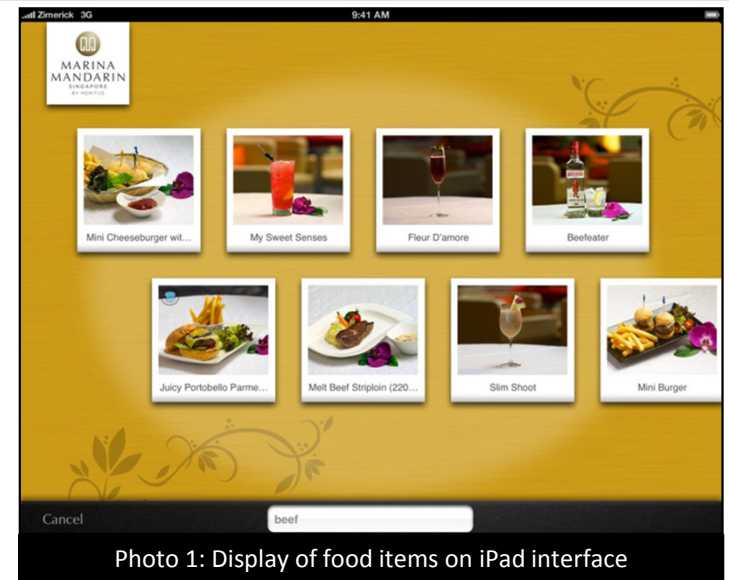 Zimerick 3G
9:41 AM
MARINA
MANDARIN
SINGAPORE
BY MERITUS
Mini Cheeseburger wit...
My Sweet Senses
Fleur D'amore
Beefeater
Juicy Portobello Parme...
Melt Beef Striploin (220...
Slim Shoot
Mini Burger
Cancel
beef
Photo 1: Display of food items on iPad interface